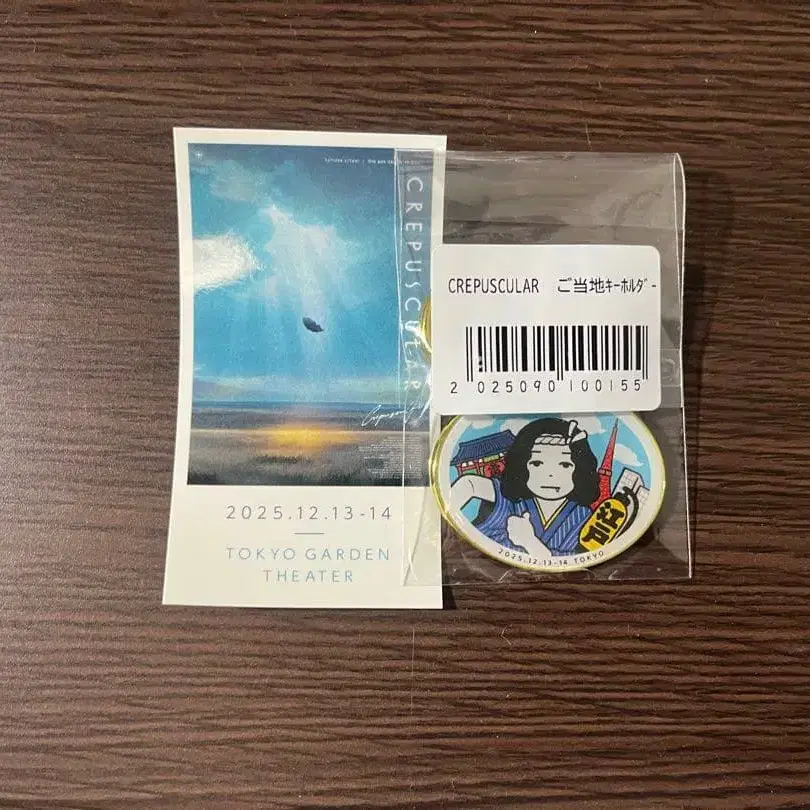 CREPUSCULAR
2025.12.13-14
TOKYO GARDEN
THEATER
CREPUSCULAR ご当地ｷｰﾎﾙﾀﾞｰ
2 025090 100155
2025.12.13-14 TOKYO